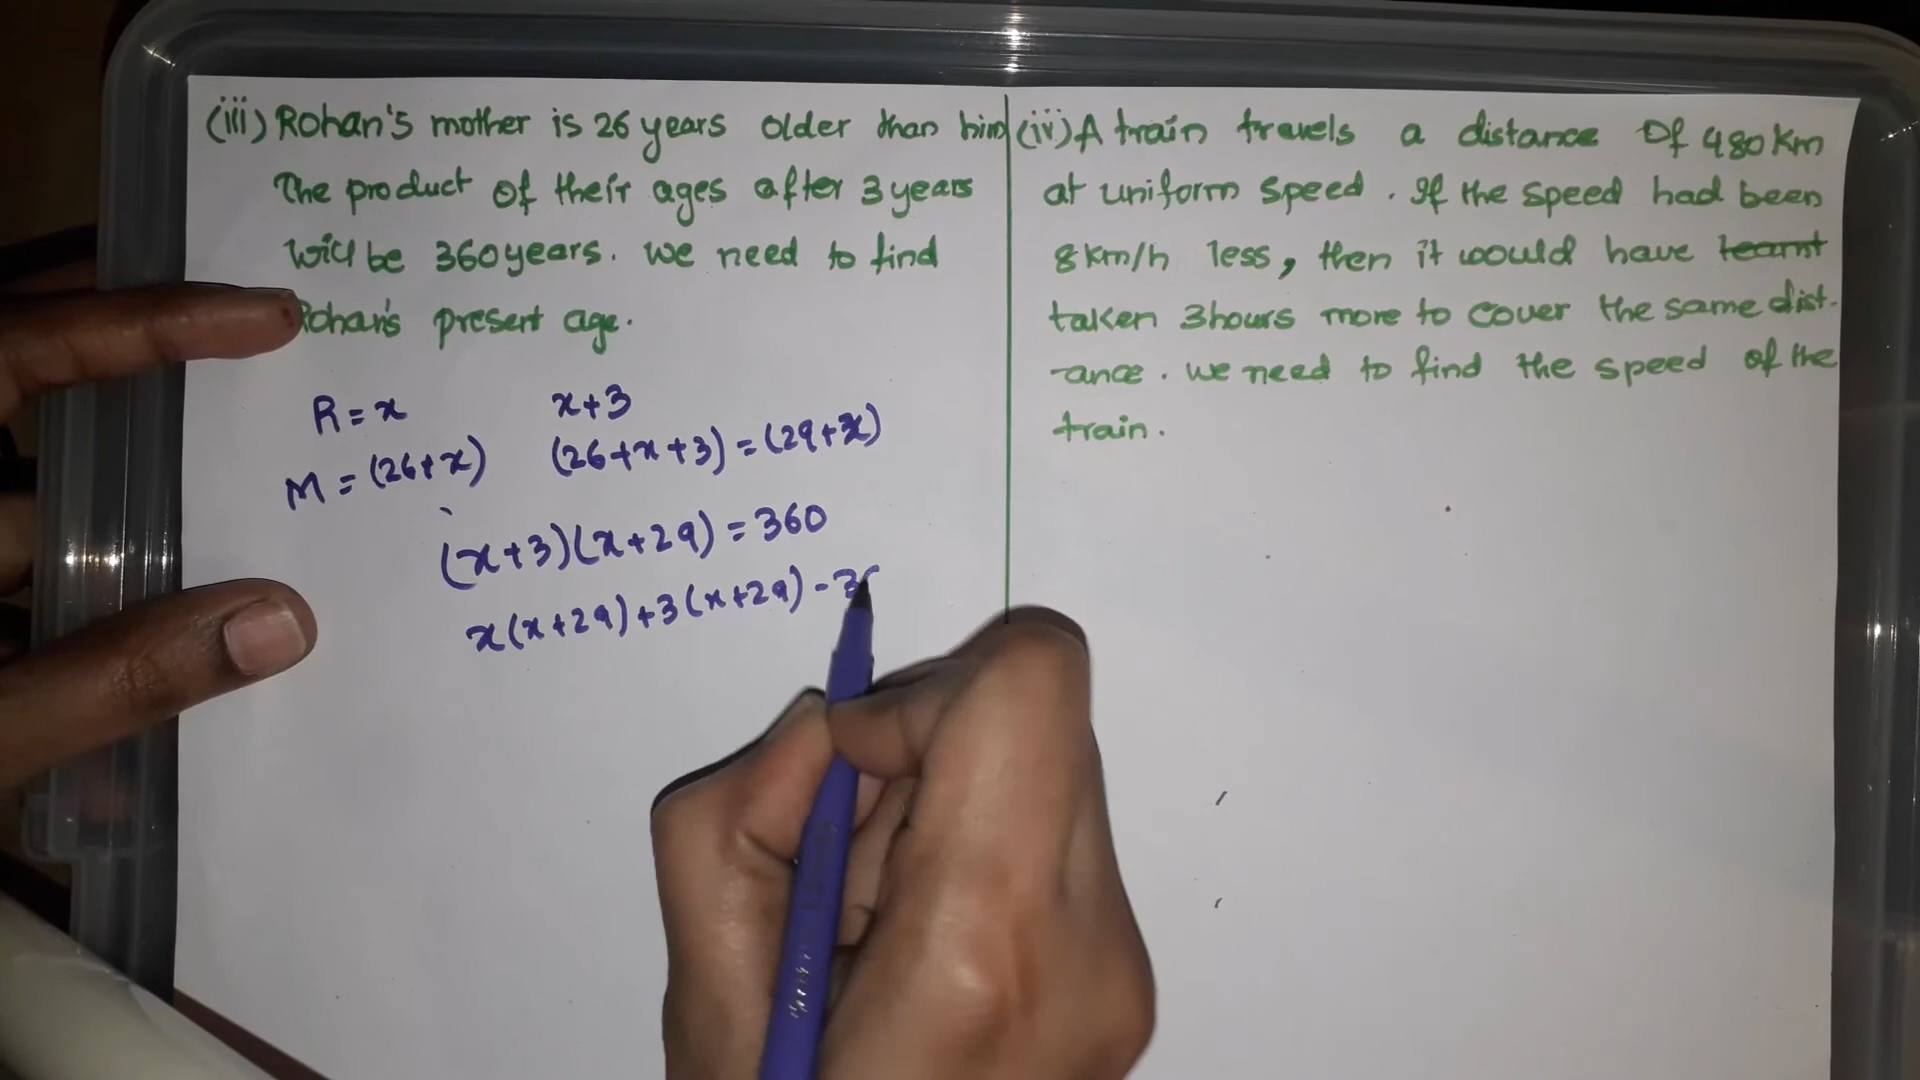 (iii) Rohan's mother is 26 years older than him
The product of their ages after 3 years
will be 360 years. we need to find
Rohan's present age.
R = x x+3
M = (26+x) (26+x+3) = (29+x)
(x+3)(x+29) = 360
x(x+29)+3(x+29) - 36
(iv) A train travels a distance Of 480 Km
at uniform speed. If the speed had been
8 Km/h less, then it would have
taken 3 hours more to cover the same dist-
-ance. we need to find the speed of the
train.